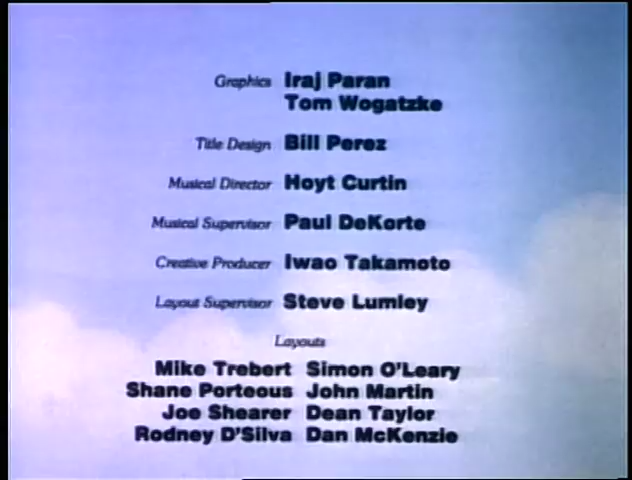 Graphics Iraj Paran
Tom Wogatzke
Title Design Bill Perez
Musical Director Hoyt Curtin
Musical Supervisor Paul DeKorte
Creative Producer Iwao Takamoto
Layout Supervisor Steve Lumley
Layouts
Mike Trebert Simon O'Leary
Shane Porteous John Martin
Joe Shearer Dean Taylor
Rodney D'Silva Dan McKenzie